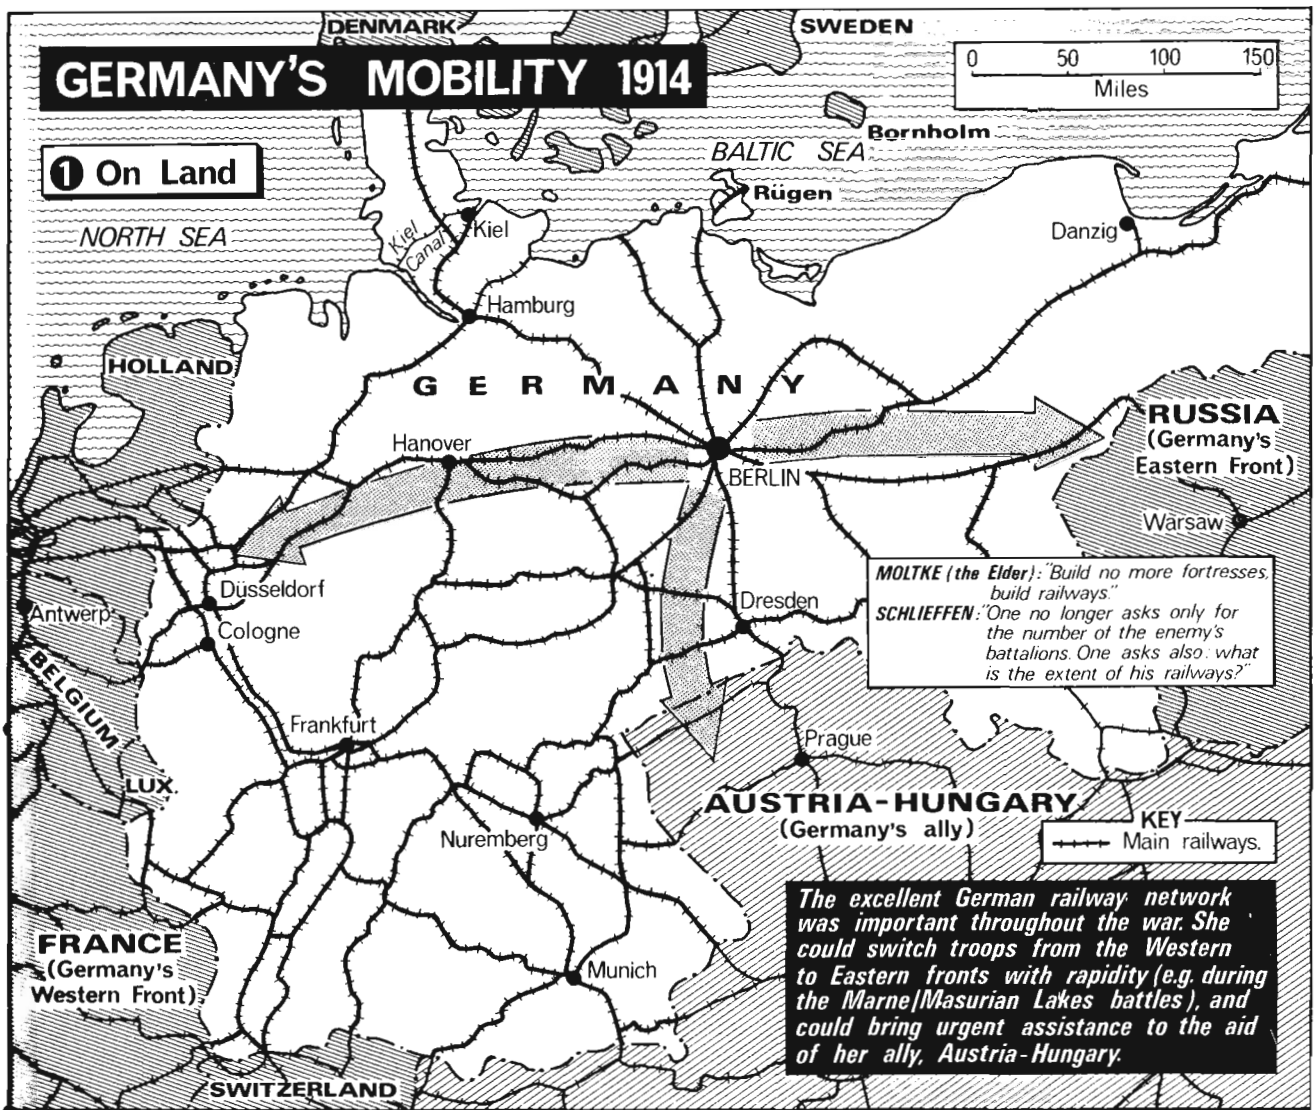 DENMARK
SWEDEN
GERMANY'S MOBILITY 1914
0 50 100 150
Miles
Bornholm
BALTIC SEA
❶ On Land
Rügen
NORTH SEA
Kiel
Canal
Kiel
Danzig
Hamburg
HOLLAND
GERMANY
RUSSIA
(Germany's
Eastern Front)
Hanover
BERLIN
Warsaw
MOLTKE (the Elder): "Build no more fortresses,
build railways."
SCHLIEFFEN: "One no longer asks only for
the number of the enemy's
battalions. One asks also: what
is the extent of his railways?"
Düsseldorf
Dresden
Antwerp
Cologne
BELGIUM
Frankfurt
Prague
LUX.
AUSTRIA-HUNGARY
(Germany's ally)
KEY
Main railways.
Nuremberg
The excellent German railway network
was important throughout the war. She
could switch troops from the Western
to Eastern fronts with rapidity (e.g. during
the Marne/Masurian Lakes battles), and
could bring urgent assistance to the aid
of her ally, Austria-Hungary.
FRANCE
(Germany's
Western Front)
Munich
SWITZERLAND